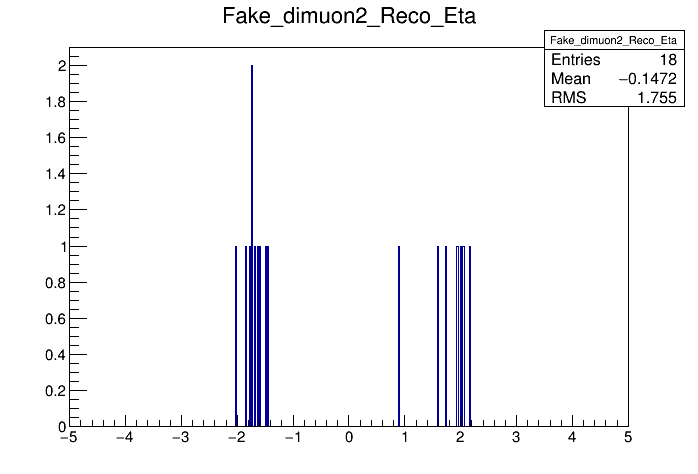 Fake_dimuon2_Reco_Eta
Fake_dimuon2_Reco_Eta
Entries 18
Mean −0.1472
RMS 1.755
2
1.8
1.6
1.4
1.2
1
0.8
0.6
0.4
0.2
0
−5 −4 −3 −2 −1 0 1 2 3 4 5